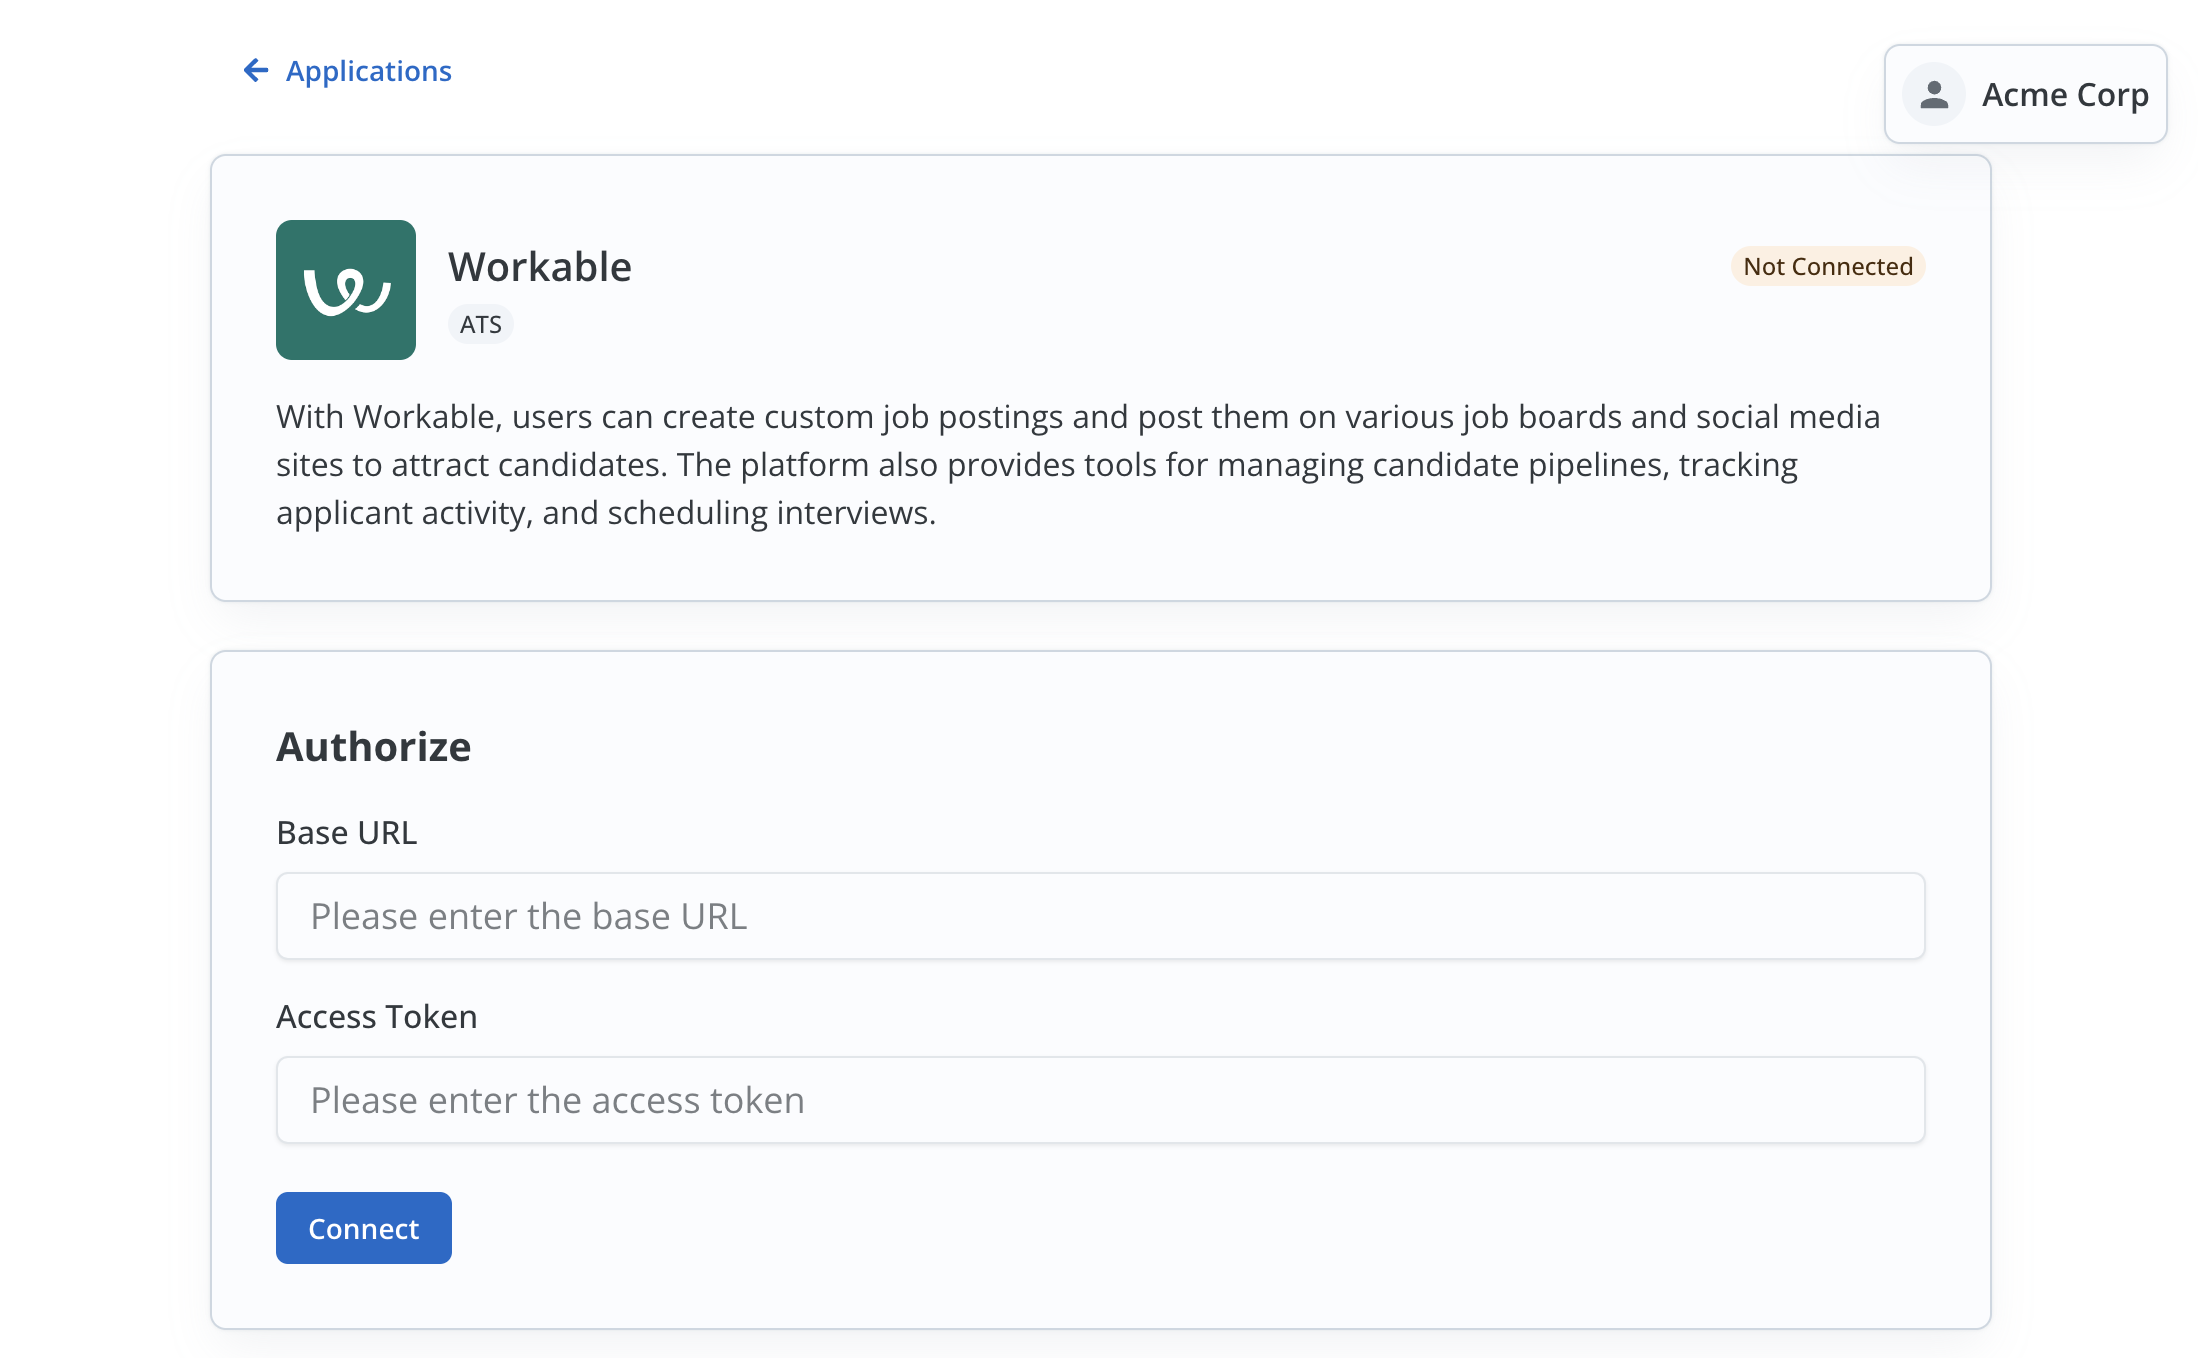 Applications
Acme Corp
Workable
Not Connected
ATS
With Workable, users can create custom job postings and post them on various job boards and social media
sites to attract candidates. The platform also provides tools for managing candidate pipelines, tracking
applicant activity, and scheduling interviews.
Authorize
Base URL
Please enter the base URL
Access Token
Please enter the access token
Connect